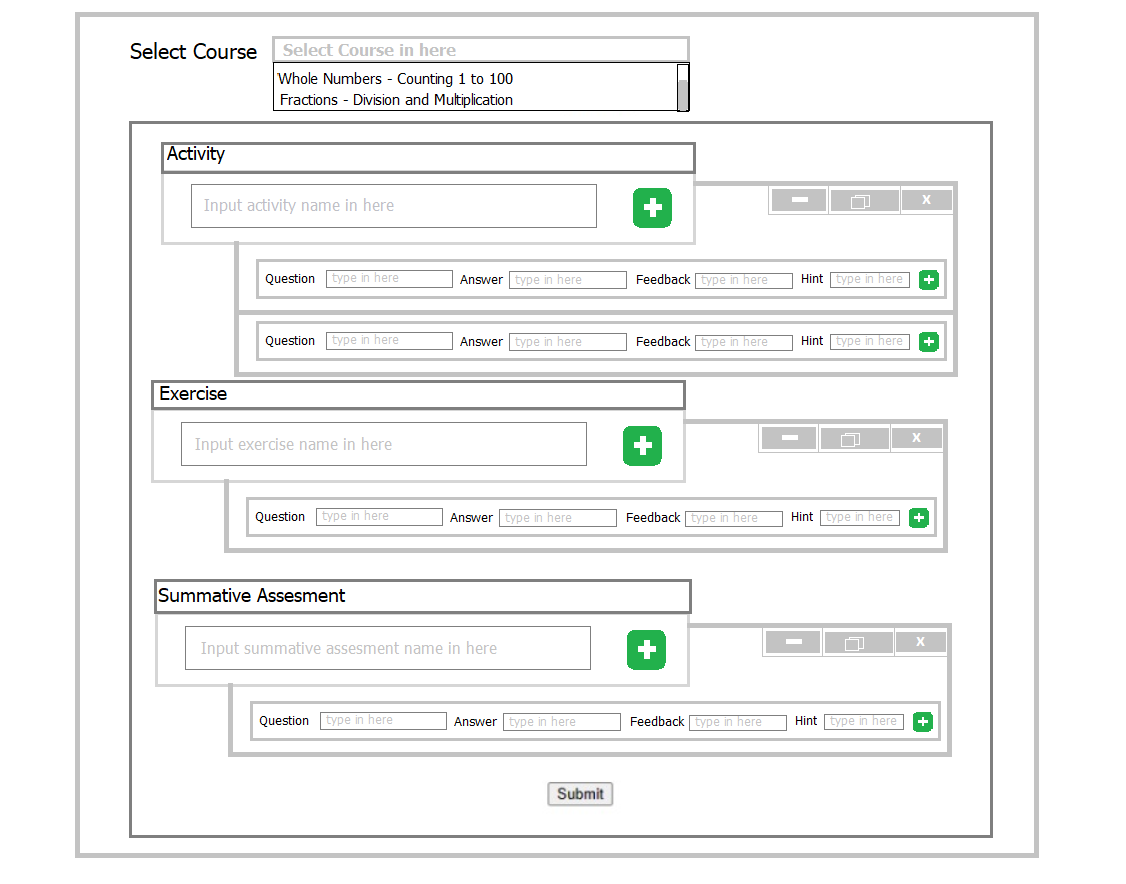 Select Course Select Course in here
Whole Numbers - Counting 1 to 100
Fractions - Division and Multiplication
Activity
Input activity name in here
X
Question type in here Answer type in here Feedback type in here Hint type in here
Question type in here Answer type in here Feedback type in here Hint type in here
Exercise
Input exercise name in here
X
Question type in here Answer type in here Feedback type in here Hint type in here
Summative Assesment
Input summative assesment name in here
X
Question type in here Answer type in here Feedback type in here Hint type in here
Submit